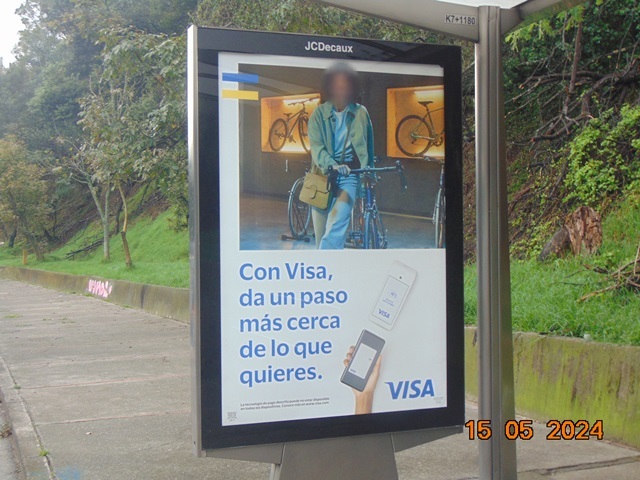 K7+1180
JCDecaux
Con Visa,
da un paso
más cerca
de lo que
quieres.
VISA
VISA
15 05 2024